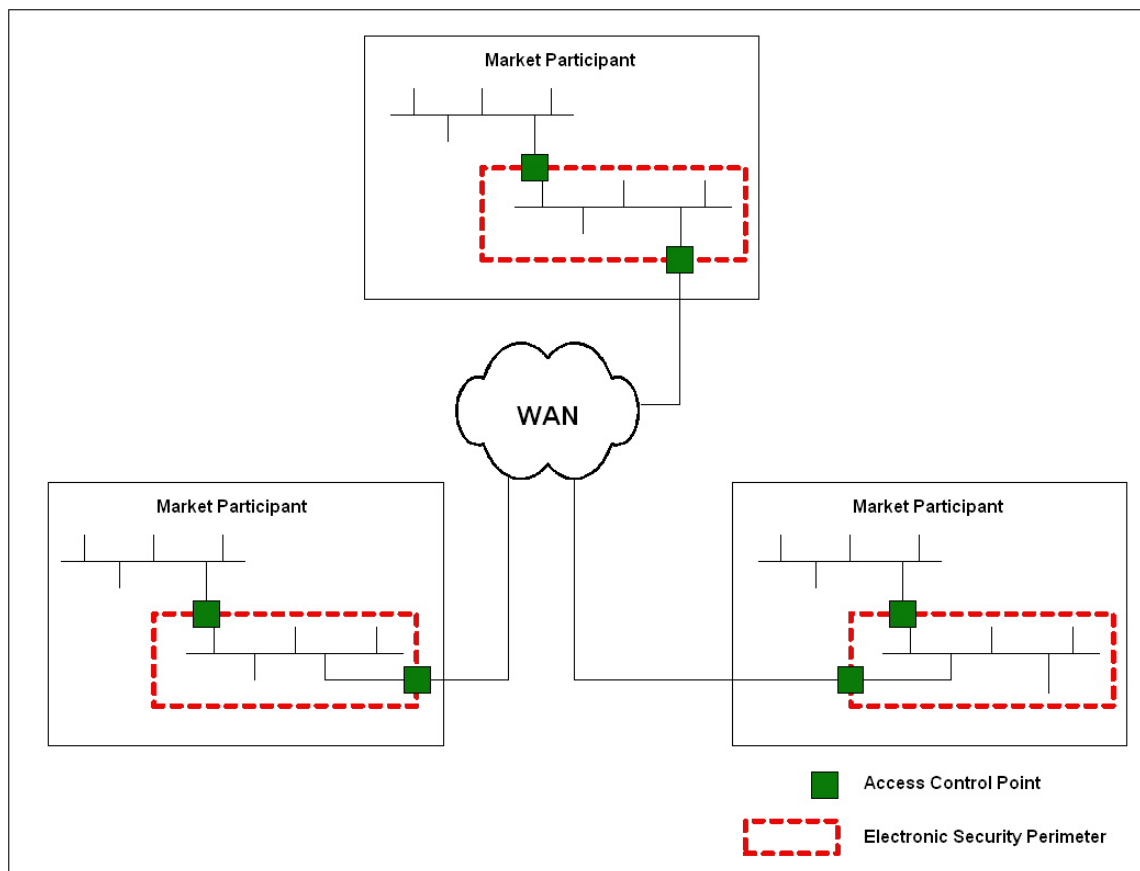 Market Participant
WAN
Market Participant
Market Participant
Access Control Point
Electronic Security Perimeter